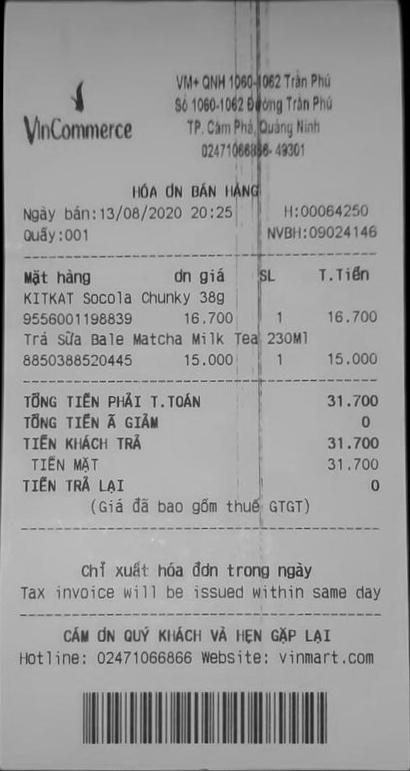 VinCommerce
VM+ QNH 1060-1062 Trần Phú
Số 1060-1062 Đường Trần Phú
TP. Cẩm Phả, Quảng Ninh
02471066866-49301
HÓA ƠN BÁN HÀNG
Ngày bán:13/08/2020 20:25 H:00064250
Quầy:001 NVBH:09024146
Mặt hàng ơn giá SL T.Tiền
KITKAT Socola Chunky 38g
9556001198839 16.700 1 16.700
Trà Sữa Bale Matcha Milk Tea 230Ml
8850388520445 15.000 1 15.000
TỔNG TIỀN PHẢI T.TOÁN 31.700
TỔNG TIỀN Ã GIẢM 0
TIỀN KHÁCH TRẢ 31.700
TIỀN MẶT 31.700
TIỀN TRẢ LẠI 0
(Giá đã bao gồm thuế GTGT)
Chỉ xuất hóa đơn trong ngày
Tax invoice will be issued within same day
CÁM ƠN QUÝ KHÁCH VÀ HẸN GẶP LẠI
Hotline: 02471066866 Website: vinmart.com